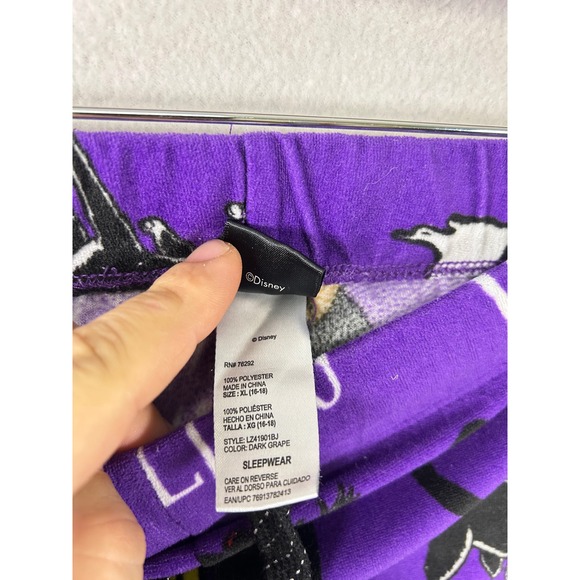 ©Disney
© Disney
RN# 76292
100% POLYESTER
MADE IN CHINA
SIZE : XL (16-18)
100% POLIÉSTER
HECHO EN CHINA
TALLA : XG (16-18)
STYLE: LZ41901BJ
COLOR: DARK GRAPE
SLEEPWEAR
CARE ON REVERSE
VER AL DORSO PARA CUIDADO
EAN/UPC 76913782413